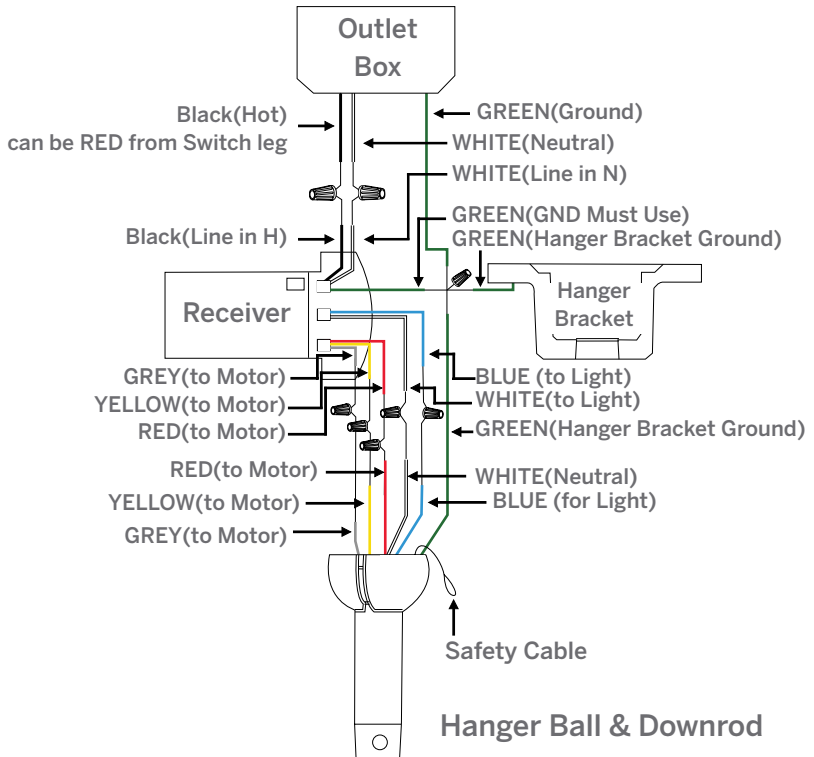 Outlet
Box
Black(Hot)
can be RED from Switch leg
GREEN(Ground)
WHITE(Neutral)
WHITE(Line in N)
GREEN(GND Must Use)
Black(Line in H)
GREEN(Hanger Bracket Ground)
Receiver
Hanger
Bracket
GREY(to Motor)
BLUE (to Light)
YELLOW(to Motor)
WHITE(to Light)
RED(to Motor)
GREEN(Hanger Bracket Ground)
RED(to Motor)
WHITE(Neutral)
YELLOW(to Motor)
BLUE (for Light)
GREY(to Motor)
Safety Cable
Hanger Ball & Downrod